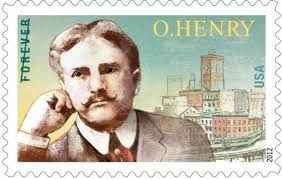 FOREVER
O. HENRY
USA
2012